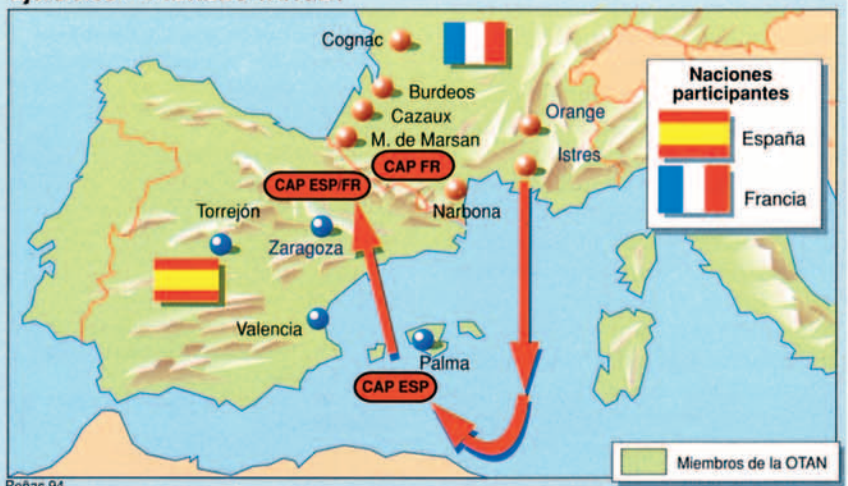 Cognac
Burdeos
Cazaux
M. de Marsan
CAP FR
CAP ESP/FR
Orange
Istres
Narbona
Torrejón
Zaragoza
Valencia
Palma
CAP ESP
Naciones
participantes
España
Francia
Miembros de la OTAN